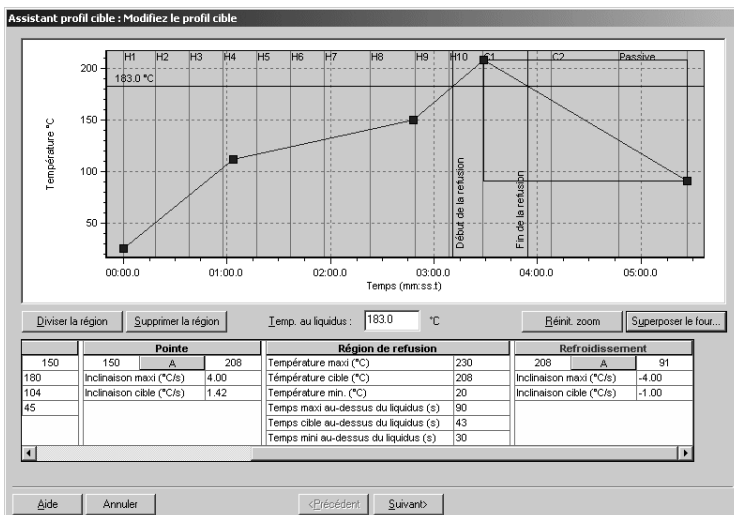 Assistant profil cible : Modifiez le profil cible
H1 H2 H3 H4 H5 H6 H7 H8 H9 H10 C1 C2 Passive
183.0 °C
200
150
100
50
Température °C
Début de la refusion
Fin de la refusion
00:00.0 01:00.0 02:00.0 03:00.0 04:00.0 05:00.0
Temps (mm:ss.t)
Diviser la région Supprimer la région Temp. au liquidus : 183.0 °C Réinit. zoom Superposer le four...
Pointe Région de refusion Refroidissement
150 150 A 208 Température maxi (°C) 230 208 A 91
180 Inclinaison maxi (°C/s) 4.00 Température cible (°C) 208 Inclinaison maxi (°C/s) -4.00
104 Inclinaison cible (°C/s) 1.42 Température min. (°C) 20 Inclinaison cible (°C/s) -1.00
45 Temps maxi au-dessus du liquidus (s) 90
Temps cible au-dessus du liquidus (s) 43
Temps mini au-dessus du liquidus (s) 30
Aide Annuler <Précédent Suivant>